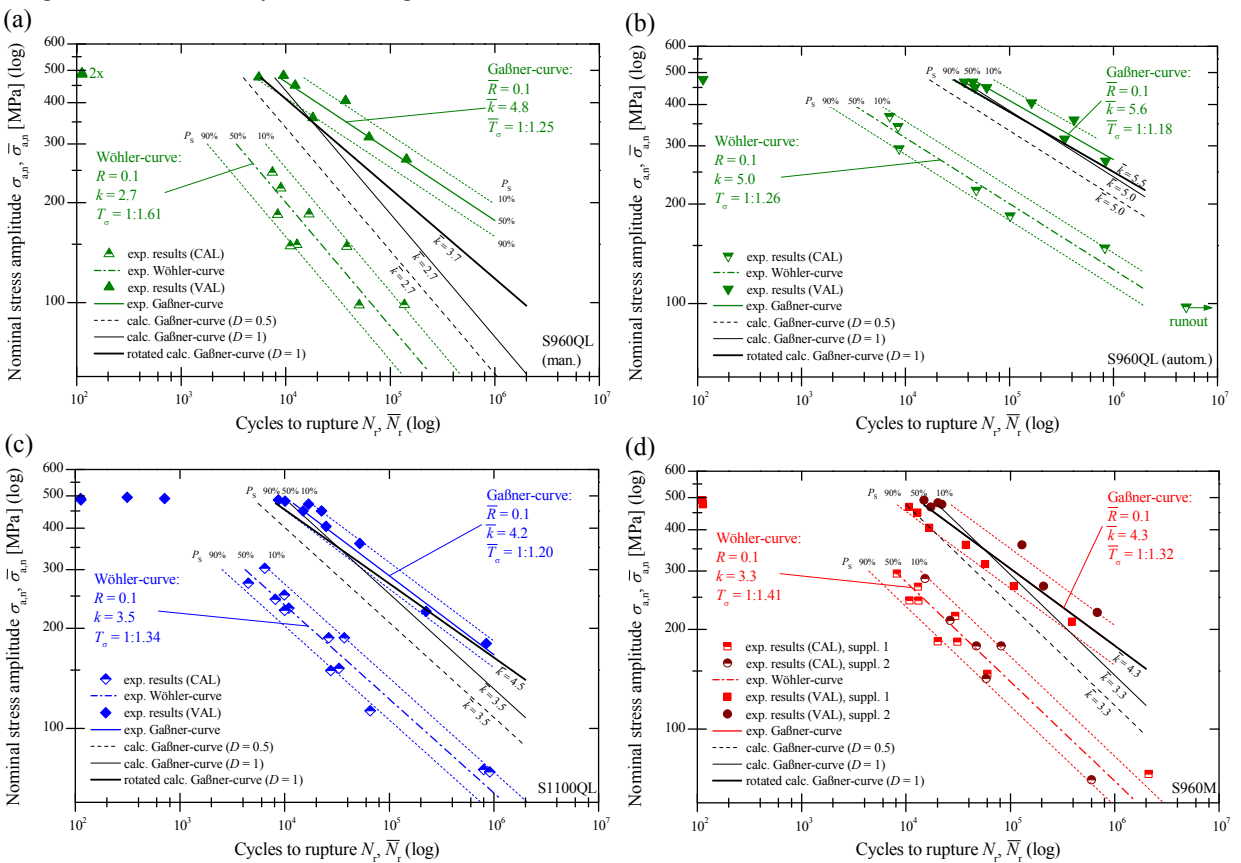 (a)
Nominal stress amplitude σa,n, σ̅a,n [MPa] (log)
600
500
400
300
200
100
2x
Gaßner-curve:
R̅ = 0.1
k̅ = 4.8
T̅σ = 1:1.25
PS 90% 50% 10%
Wöhler-curve:
R = 0.1
k = 2.7
Tσ = 1:1.61
PS
10%
50%
90%
k̅ = 3.7
k̅ = 2.7
k̅ = 2.7
exp. results (CAL)
exp. Wöhler-curve
exp. results (VAL)
exp. Gaßner-curve
calc. Gaßner-curve (D = 0.5)
calc. Gaßner-curve (D = 1)
rotated calc. Gaßner-curve (D = 1)
S960QL
(man.)
10² 10³ 10⁴ 10⁵ 10⁶ 10⁷
Cycles to rupture Nr, N̅r (log)
(b)
Nominal stress amplitude σa,n, σ̅a,n [MPa] (log)
600
500
400
300
200
100
PS 90% 50% 10%
Gaßner-curve:
R̅ = 0.1
k̅ = 5.6
T̅σ = 1:1.18
PS 90% 50% 10%
Wöhler-curve:
R = 0.1
k = 5.0
Tσ = 1:1.26
k̅ = 5.5
k̅ = 5.0
k̅ = 5.0
exp. results (CAL)
exp. Wöhler-curve
exp. results (VAL)
exp. Gaßner-curve
calc. Gaßner-curve (D = 0.5)
calc. Gaßner-curve (D = 1)
rotated calc. Gaßner-curve (D = 1)
runout
S960QL (autom.)
10² 10³ 10⁴ 10⁵ 10⁶ 10⁷
Cycles to rupture Nr, N̅r (log)
(c)
Nominal stress amplitude σa,n, σ̅a,n [MPa] (log)
600
500
400
300
200
100
PS 90% 50% 10%
Gaßner-curve:
R̅ = 0.1
k̅ = 4.2
T̅σ = 1:1.20
PS 90% 50% 10%
Wöhler-curve:
R = 0.1
k = 3.5
Tσ = 1:1.34
k̅ = 4.5
k̅ = 3.5
k̅ = 3.5
exp. results (CAL)
exp. Wöhler-curve
exp. results (VAL)
exp. Gaßner-curve
calc. Gaßner-curve (D = 0.5)
calc. Gaßner-curve (D = 1)
rotated calc. Gaßner-curve (D = 1)
S1100QL
10² 10³ 10⁴ 10⁵ 10⁶ 10⁷
Cycles to rupture Nr, N̅r (log)
(d)
Nominal stress amplitude σa,n, σ̅a,n [MPa] (log)
600
500
400
300
200
100
PS 90% 50% 10%
Gaßner-curve:
R̅ = 0.1
k̅ = 4.3
T̅σ = 1:1.32
PS 90% 50% 10%
Wöhler-curve:
R = 0.1
k = 3.3
Tσ = 1:1.41
k̅ = 4.3
k̅ = 3.3
k̅ = 3.3
exp. results (CAL), suppl. 1
exp. results (CAL), suppl. 2
exp. Wöhler-curve
exp. results (VAL), suppl. 1
exp. results (VAL), suppl. 2
exp. Gaßner-curve
calc. Gaßner-curve (D = 0.5)
calc. Gaßner-curve (D = 1)
rotated calc. Gaßner-curve (D = 1)
S960M
10² 10³ 10⁴ 10⁵ 10⁶ 10⁷
Cycles to rupture Nr, N̅r (log)